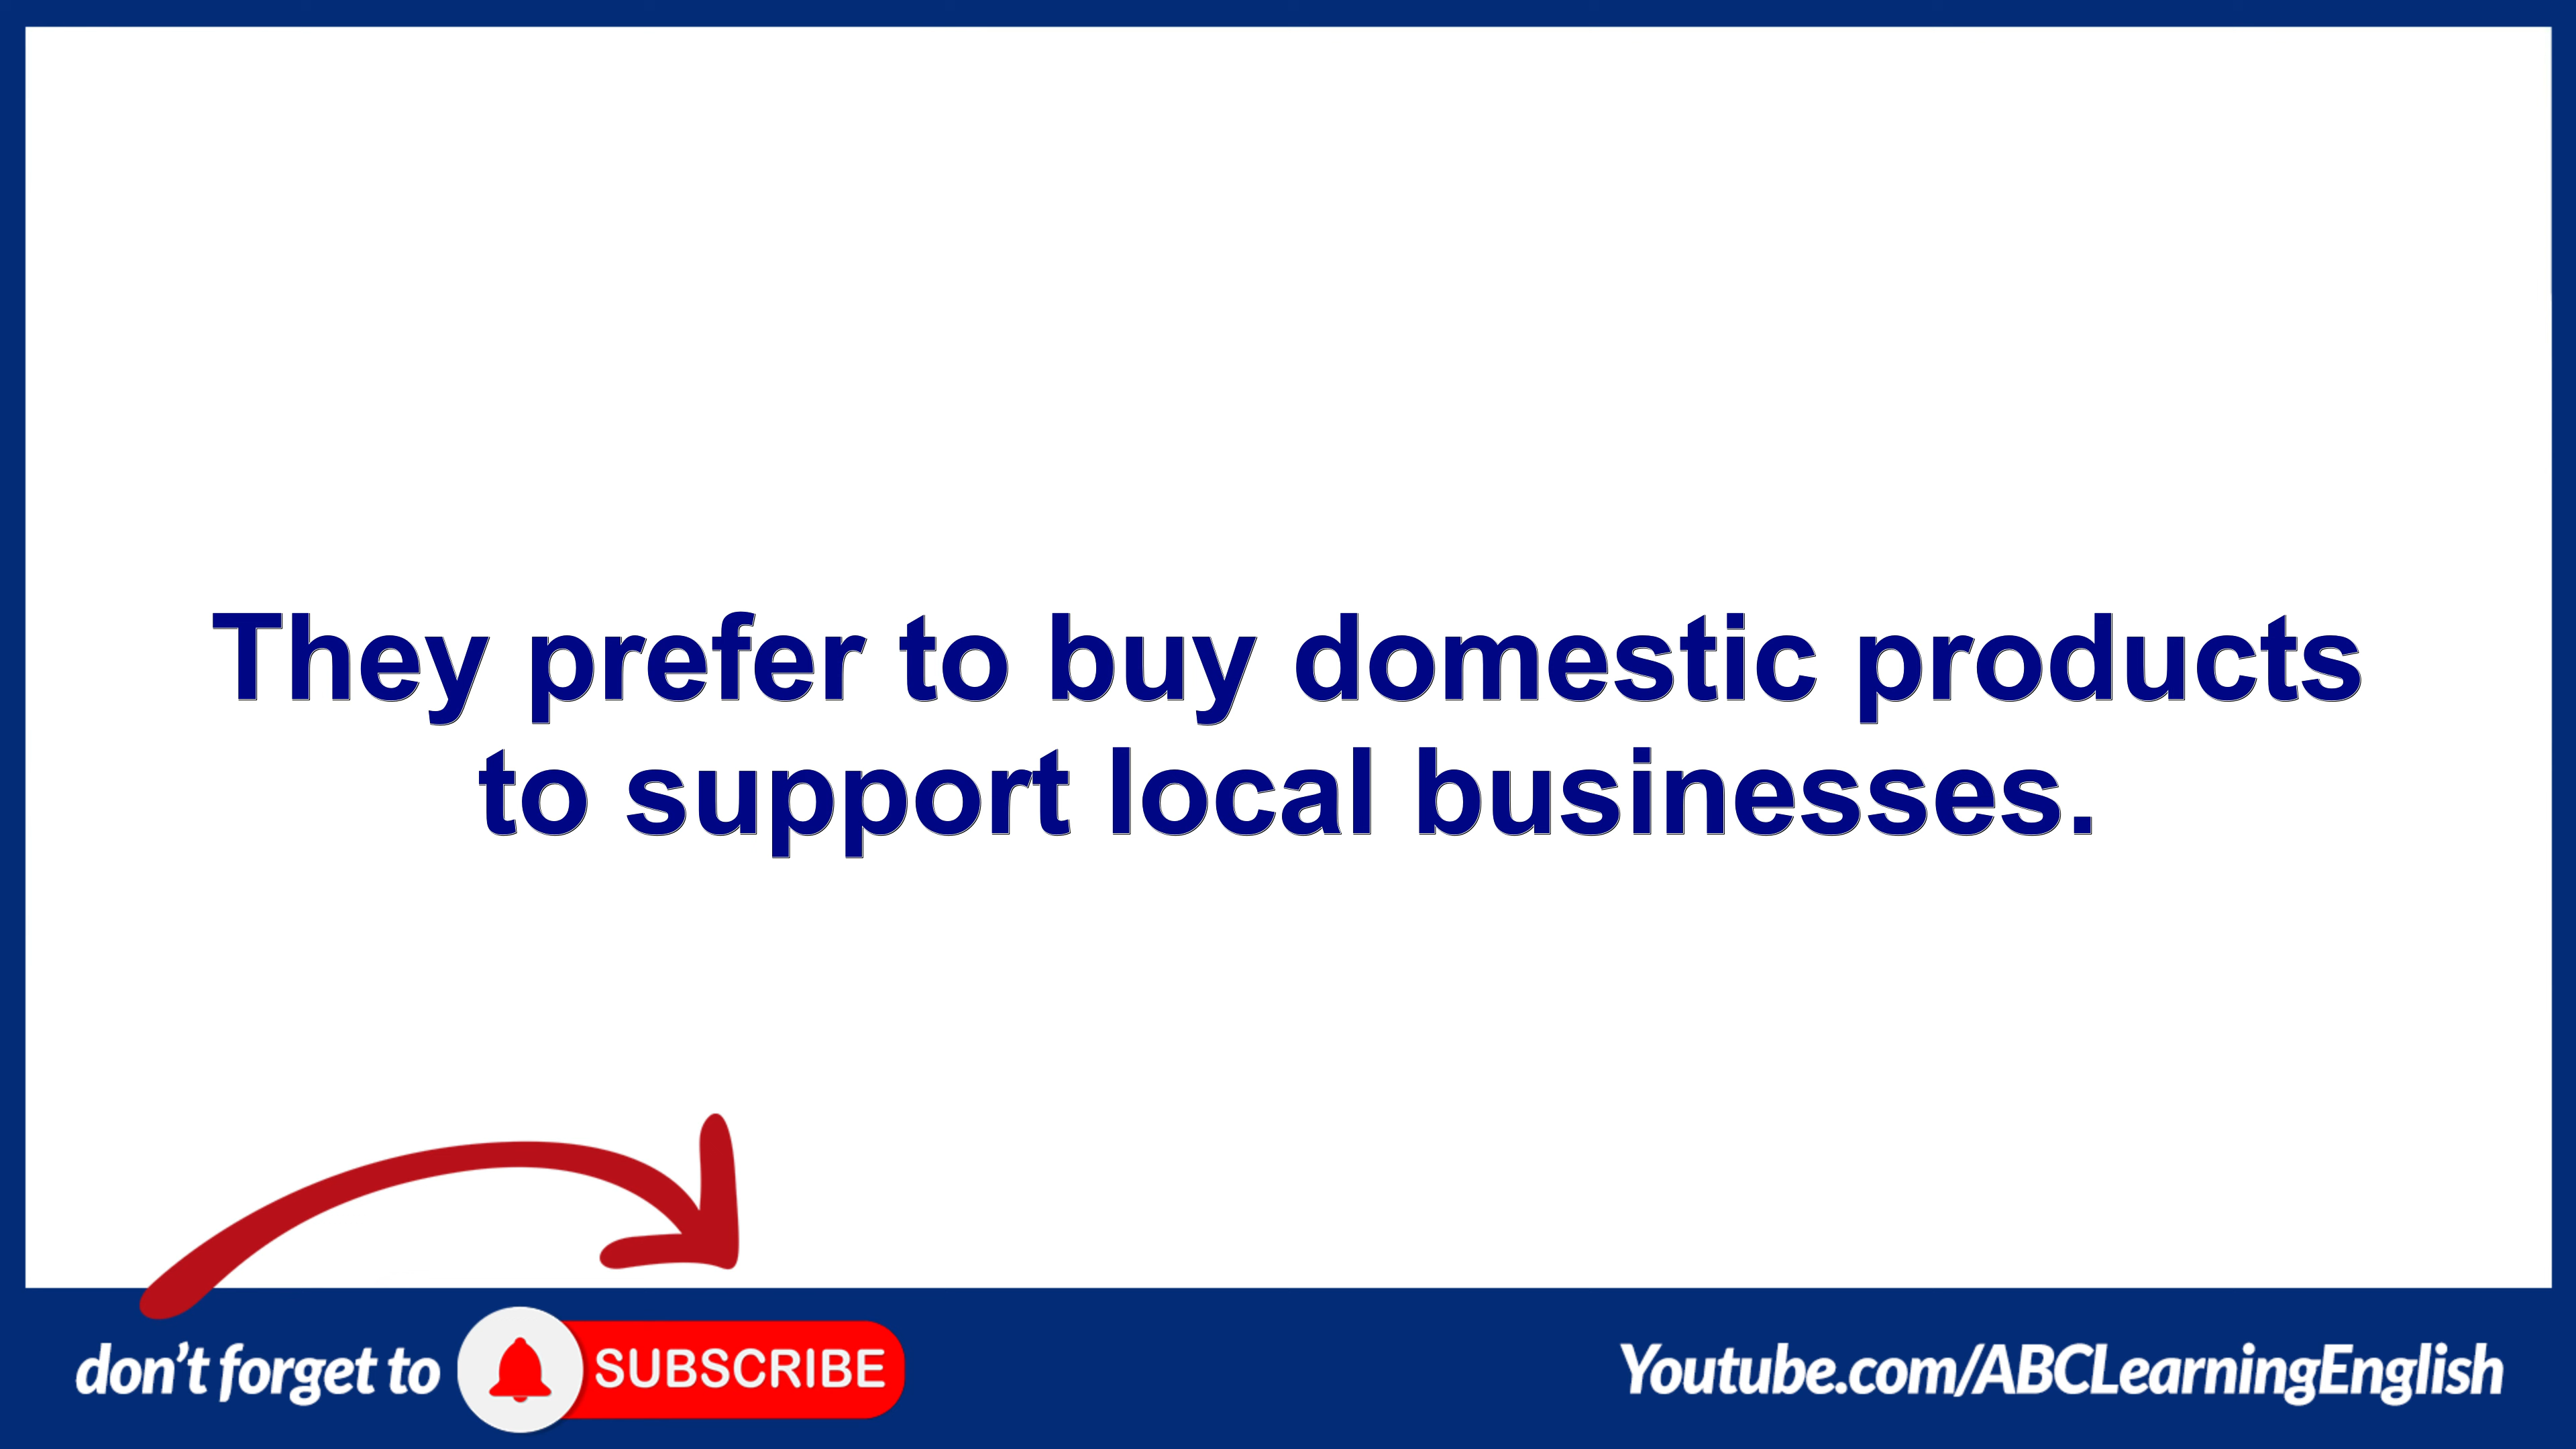 They prefer to buy domestic products
to support local businesses.
don't forget to SUBSCRIBE
Youtube.com/ABCLearningEnglish